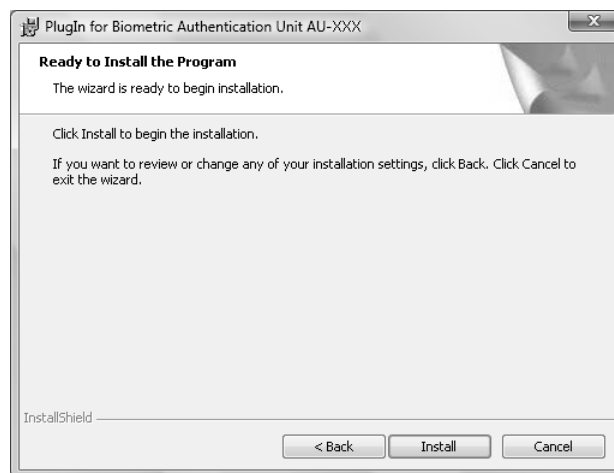 PlugIn for Biometric Authentication Unit AU-XXX
Ready to Install the Program
The wizard is ready to begin installation.
Click Install to begin the installation.
If you want to review or change any of your installation settings, click Back. Click Cancel to
exit the wizard.
InstallShield
< Back Install Cancel